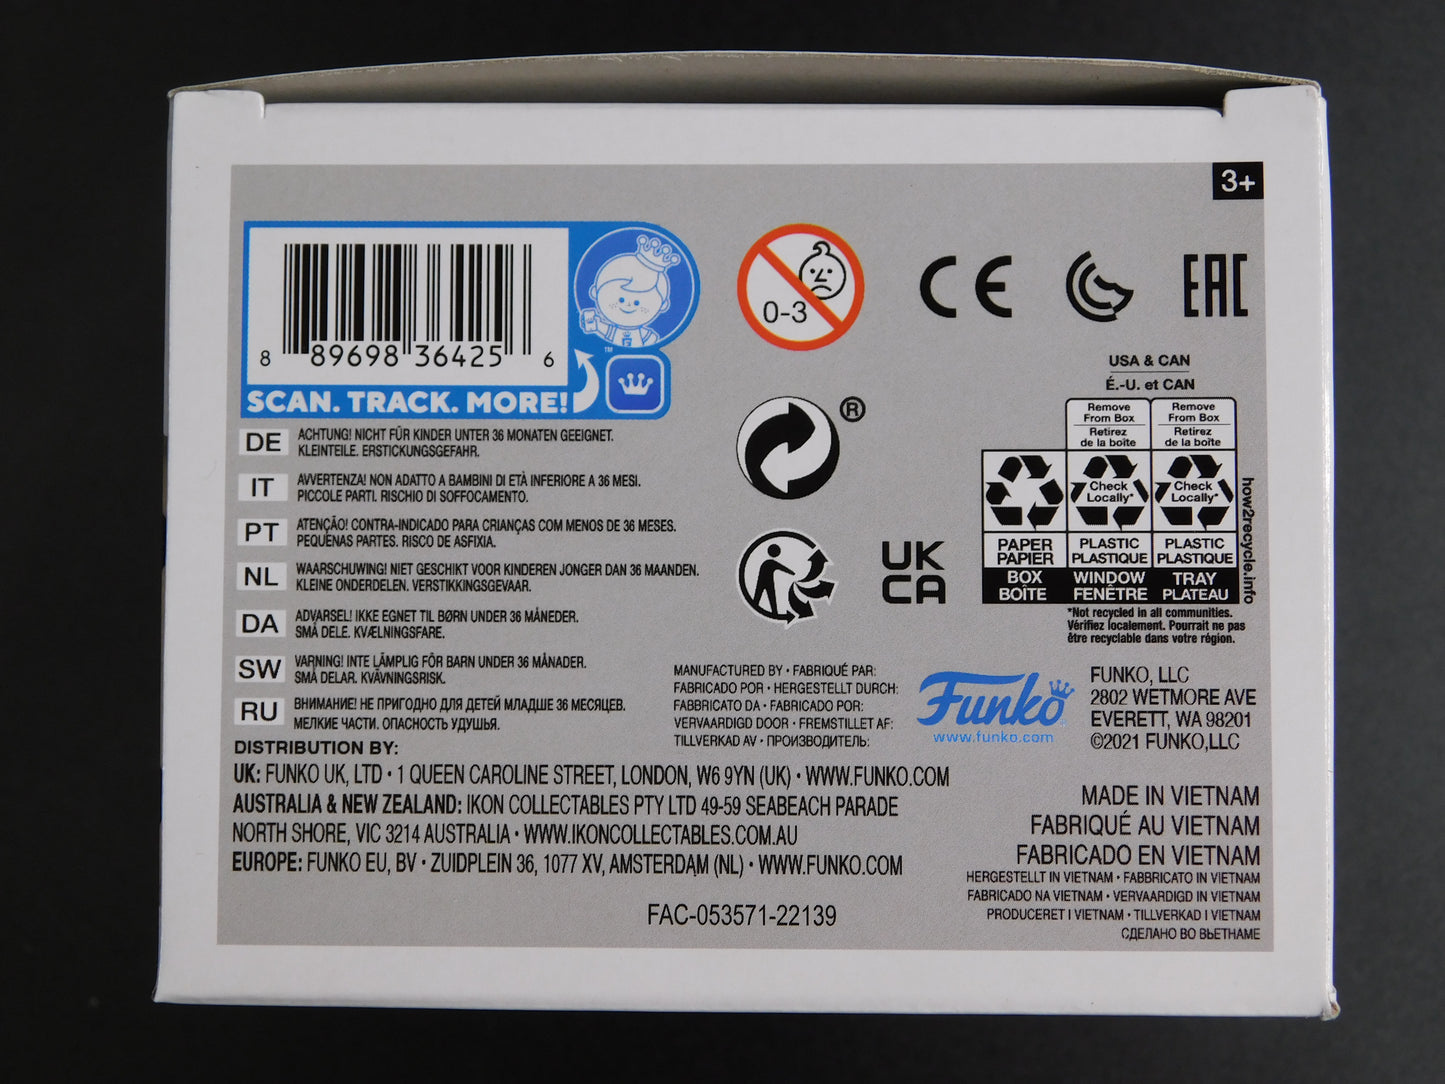 3+
8 89698 36425 6
™
SCAN. TRACK. MORE!
0-3
CE
EAC
DE ACHTUNG! NICHT FÜR KINDER UNTER 36 MONATEN GEEIGNET.
KLEINTEILE. ERSTICKUNGSGEFAHR.
IT AVVERTENZA! NON ADATTO A BAMBINI DI ETÀ INFERIORE A 36 MESI.
PICCOLE PARTI. RISCHIO DI SOFFOCAMENTO.
PT ATENÇÃO! CONTRA-INDICADO PARA CRIANÇAS COM MENOS DE 36 MESES.
PEQUENAS PARTES. RISCO DE ASFIXIA.
NL WAARSCHUWING! NIET GESCHIKT VOOR KINDEREN JONGER DAN 36 MAANDEN.
KLEINE ONDERDELEN. VERSTIKKINGSGEVAAR.
DA ADVARSEL! IKKE EGNET TIL BØRN UNDER 36 MÅNEDER.
SMÅ DELE. KVÆLNINGSFARE.
SW VARNING! INTE LÄMPLIG FÖR BARN UNDER 36 MÅNADER.
SMÅ DELAR. KVÄVNINGSRISK.
RU ВНИМАНИЕ! НЕ ПРИГОДНО ДЛЯ ДЕТЕЙ МЛАДШЕ 36 МЕСЯЦЕВ.
МЕЛКИЕ ЧАСТИ. ОПАСНОСТЬ УДУШЬЯ.
®
UK
CA
USA & CAN
É.-U. et CAN
Remove
From Box
Retirez
de la boîte
Remove
From Box
Retirez
de la boîte
Check
Locally*
Check
Locally*
PAPER
PAPIER
PLASTIC
PLASTIQUE
PLASTIC
PLASTIQUE
BOX
BOÎTE
WINDOW
FENÊTRE
TRAY
PLATEAU
how2recycle.info
*Not recycled in all communities.
Vérifiez localement. Pourrait ne pas
être recyclable dans votre région.
MANUFACTURED BY • FABRIQUÉ PAR:
FABRICADO POR • HERGESTELLT DURCH:
FABBRICATO DA • FABRICADO POR:
VERVAARDIGD DOOR • FREMSTILLET AF:
TILLVERKAD AV • ПРОИЗВОДИТЕЛЬ:
Funko
www.funko.com
FUNKO, LLC
2802 WETMORE AVE
EVERETT, WA 98201
©2021 FUNKO,LLC
DISTRIBUTION BY:
UK: FUNKO UK, LTD • 1 QUEEN CAROLINE STREET, LONDON, W6 9YN (UK) • WWW.FUNKO.COM
AUSTRALIA & NEW ZEALAND: IKON COLLECTABLES PTY LTD 49-59 SEABEACH PARADE
NORTH SHORE, VIC 3214 AUSTRALIA • WWW.IKONCOLLECTABLES.COM.AU
EUROPE: FUNKO EU, BV • ZUIDPLEIN 36, 1077 XV, AMSTERDAM (NL) • WWW.FUNKO.COM
FAC-053571-22139
MADE IN VIETNAM
FABRIQUÉ AU VIETNAM
FABRICADO EN VIETNAM
HERGESTELLT IN VIETNAM • FABBRICATO IN VIETNAM
FABRICADO NA VIETNAM • VERVAARDIGD IN VIETNAM
PRODUCERET I VIETNAM • TILLVERKAD I VIETNAM
СДЕЛАНО ВО ВЬЕТНАМЕ